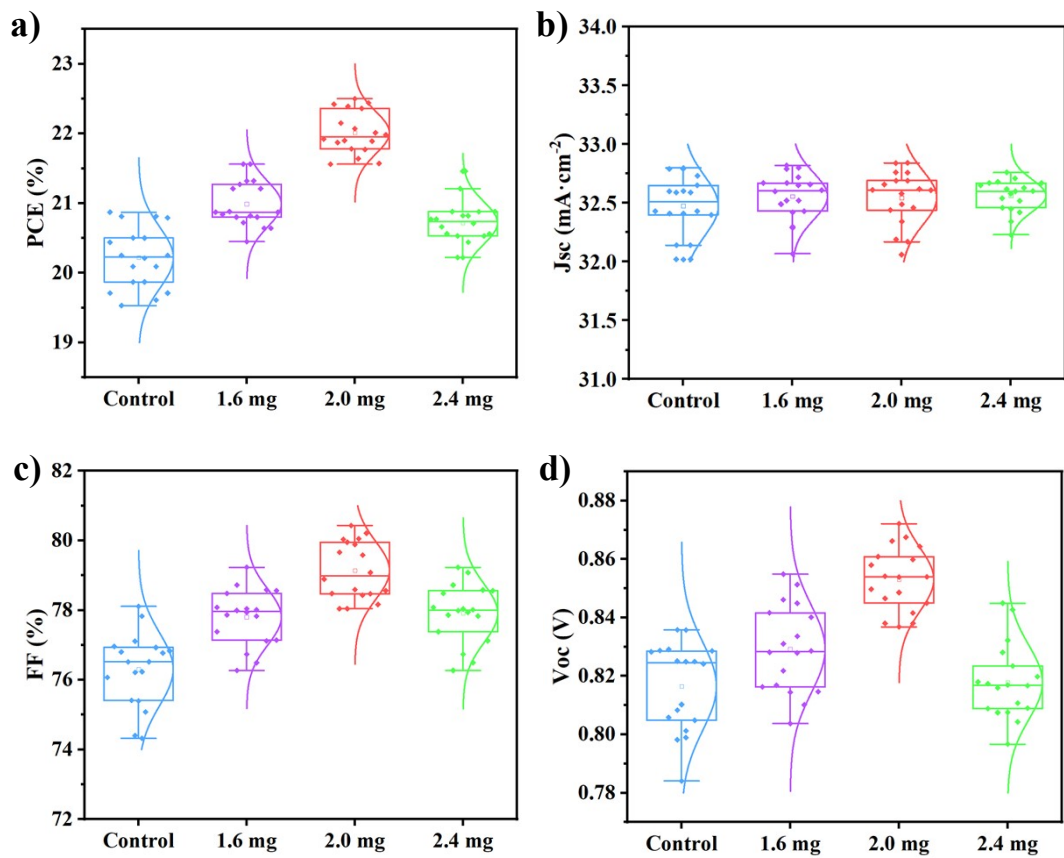 a)
PCE (%)
23
22
21
20
19
Control 1.6 mg 2.0 mg 2.4 mg
b)
Jsc (mA·cm⁻²)
34.0
33.5
33.0
32.5
32.0
31.5
31.0
Control 1.6 mg 2.0 mg 2.4 mg
c)
FF (%)
82
80
78
76
74
72
Control 1.6 mg 2.0 mg 2.4 mg
d)
Voc (V)
0.88
0.86
0.84
0.82
0.80
0.78
Control 1.6 mg 2.0 mg 2.4 mg